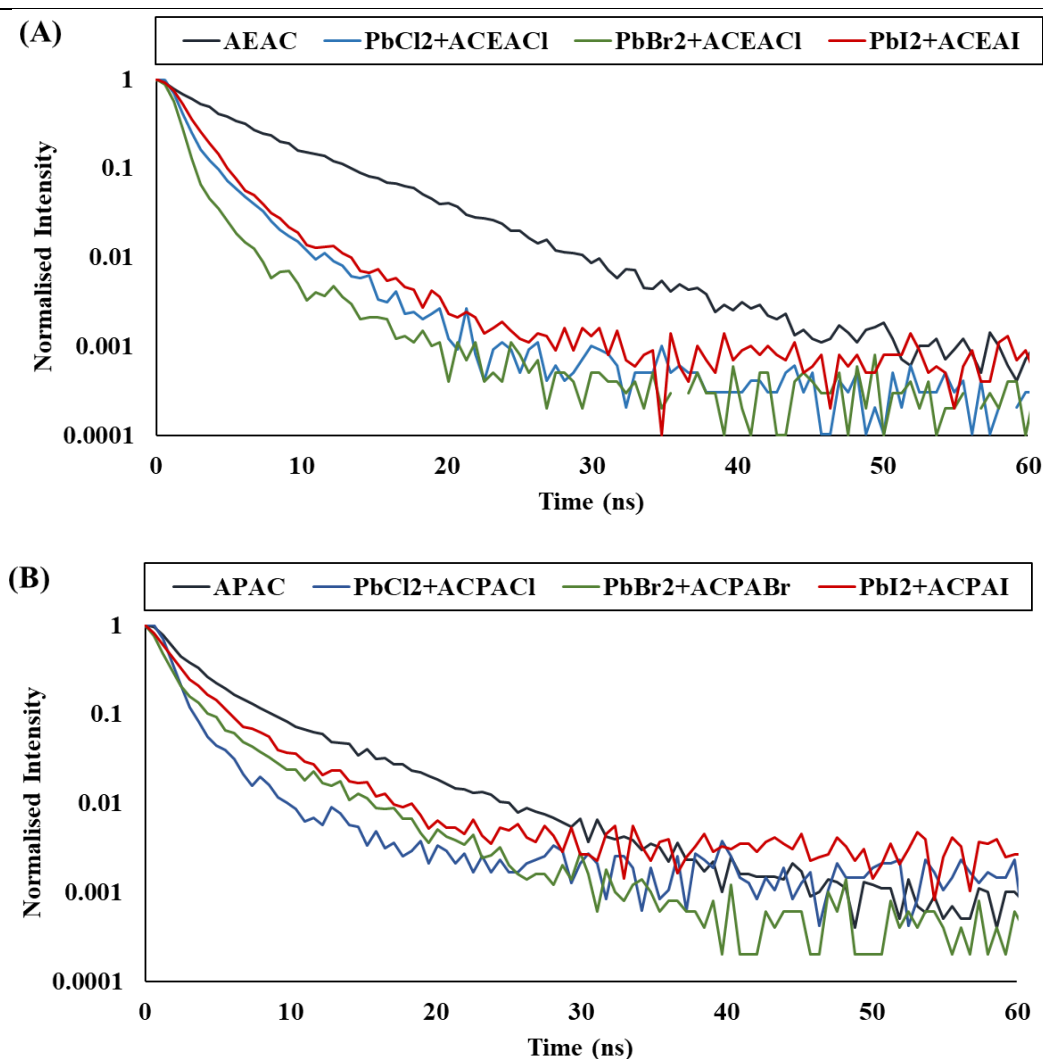 (A)
AEAC PbCl2+ACEACl PbBr2+ACEACl PbI2+ACEAI
1
0.1
0.01
0.001
0.0001
Normalised Intensity
0 10 20 30 40 50 60
Time (ns)
(B)
APAC PbCl2+ACPACl PbBr2+ACPABr PbI2+ACPAI
1
0.1
0.01
0.001
0.0001
Normalised Intensity
0 10 20 30 40 50 60
Time (ns)